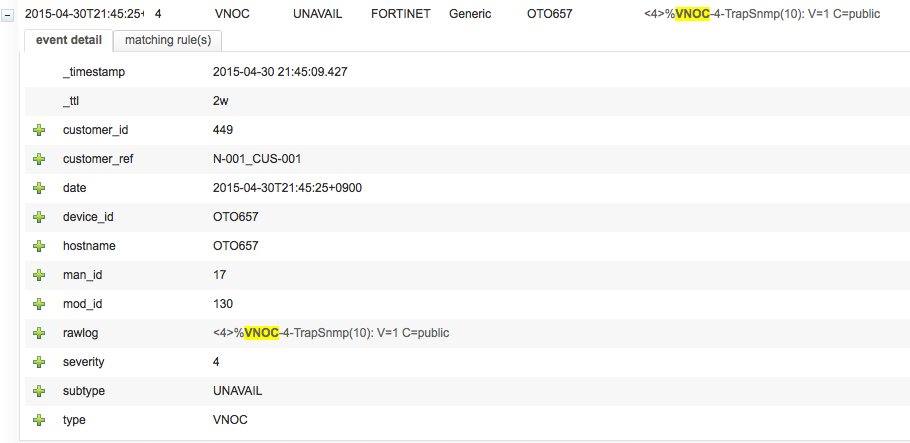 2015-04-30T21:45:25+ 4 VNOC UNAVAIL FORTINET Generic OTO657 <4>%VNOC-4-TrapSnmp(10): V=1 C=public
event detail matching rule(s)
_timestamp 2015-04-30 21:45:09.427
_ttl 2w
customer_id 449
customer_ref N-001_CUS-001
date 2015-04-30T21:45:25+0900
device_id OTO657
hostname OTO657
man_id 17
mod_id 130
rawlog <4>%VNOC-4-TrapSnmp(10): V=1 C=public
severity 4
subtype UNAVAIL
type VNOC